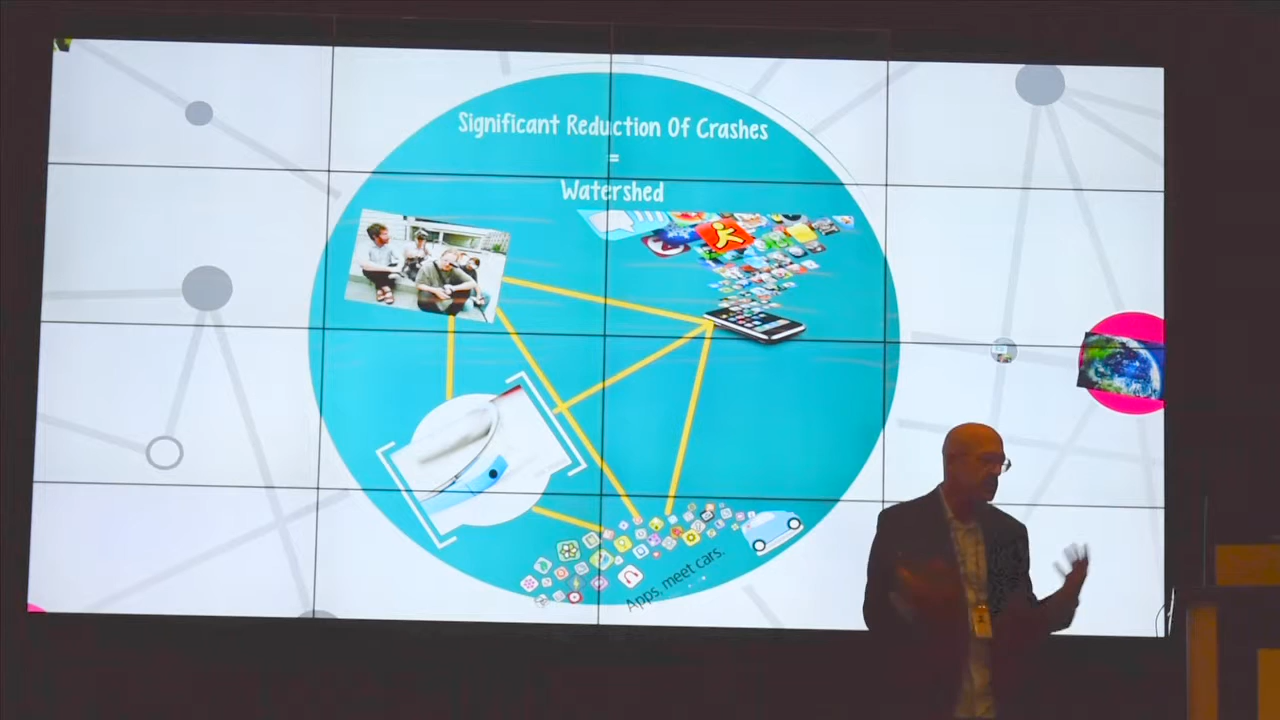 Significant Reduction Of Crashes
=
Watershed
Apps, meet cars.